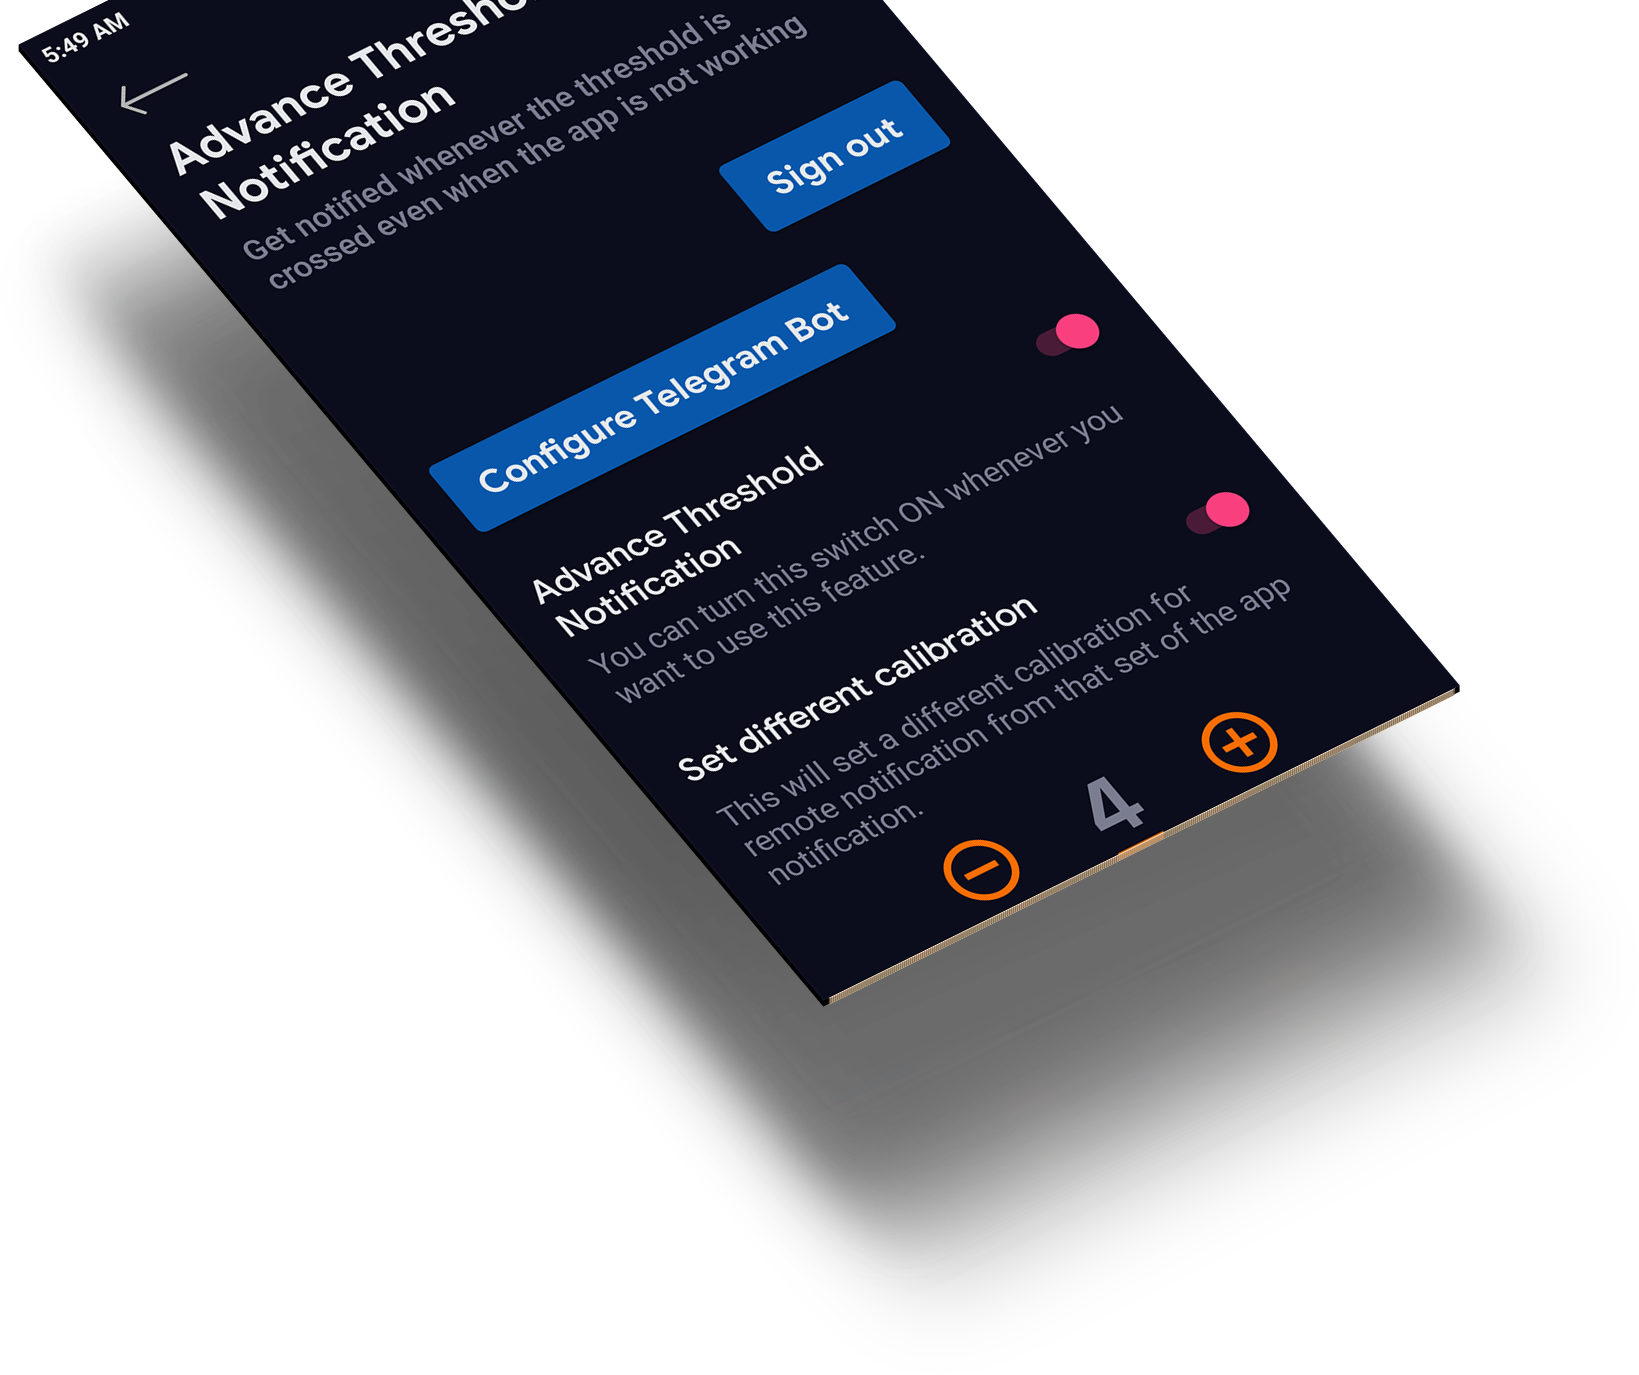 5:49 AM
Advance
Notification
Get notified whenever the threshold is
crossed even when the app is not working
Sign out
Configure Telegram Bot
Advance Threshold
Notification
You can turn this switch ON whenever you
want to use this feature.
Set different calibration
This will set a different calibration for
remote notification from that set of the app
notification.
4